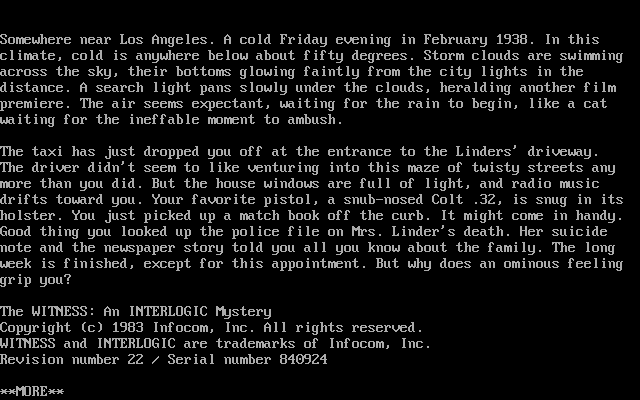 Somewhere near Los Angeles. A cold Friday evening in February 1938. In this
climate, cold is anywhere below about fifty degrees. Storm clouds are swimming
across the sky, their bottoms glowing faintly from the city lights in the
distance. A search light pans slowly under the clouds, heralding another film
premiere. The air seems expectant, waiting for the rain to begin, like a cat
waiting for the ineffable moment to ambush.
The taxi has just dropped you off at the entrance to the Linders' driveway.
The driver didn't seem to like venturing into this maze of twisty streets any
more than you did. But the house windows are full of light, and radio music
drifts toward you. Your favorite pistol, a snub-nosed Colt .32, is snug in its
holster. You just picked up a match book off the curb. It might come in handy.
Good thing you looked up the police file on Mrs. Linder's death. Her suicide
note and the newspaper story told you all you know about the family. The long
week is finished, except for this appointment. But why does an ominous feeling
grip you?
The WITNESS: An INTERLOGIC Mystery
Copyright (c) 1983 Infocom, Inc. All rights reserved.
WITNESS and INTERLOGIC are trademarks of Infocom, Inc.
Revision number 22 / Serial number 840924
**MORE**